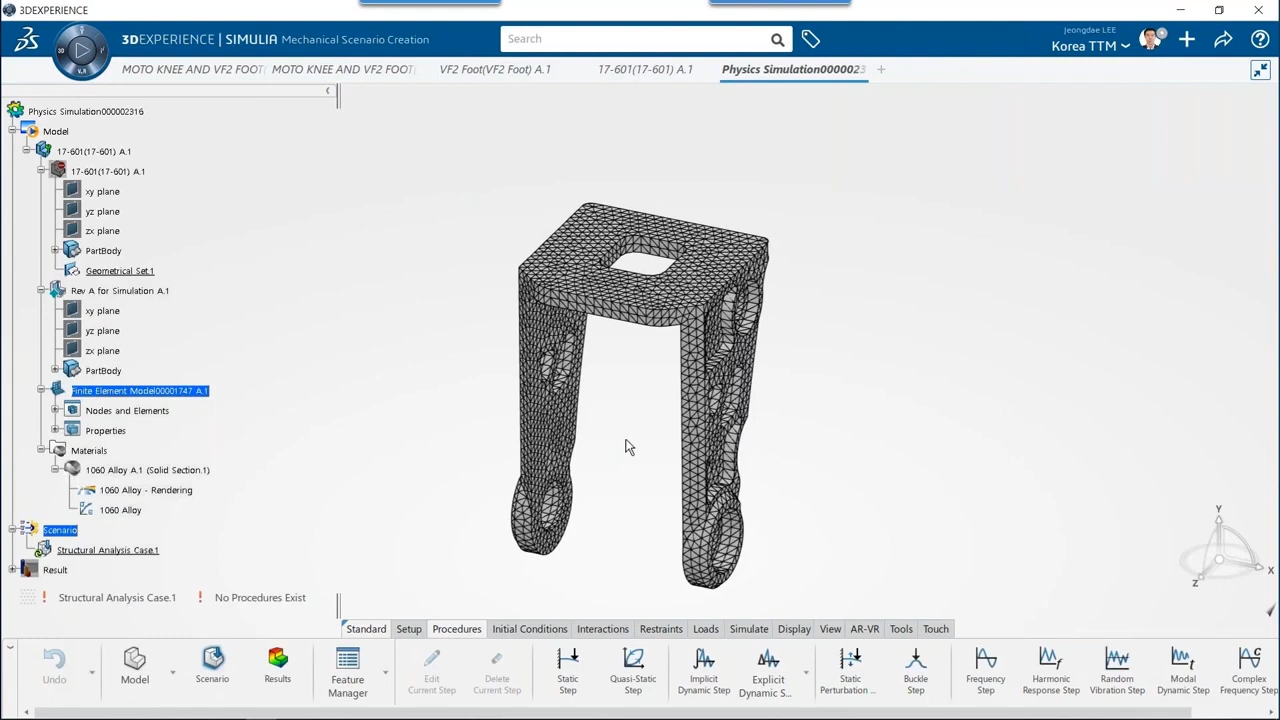 3DEXPERIENCE
3DEXPERIENCE | SIMULIA Mechanical Scenario Creation
Search
jeongdae LEE
Korea TTM
3D
V.R
MOTO KNEE AND VF2 FOOT(
MOTO KNEE AND VF2 FOOT(
VF2 Foot(VF2 Foot) A.1
17-601(17-601) A.1
Physics Simulation00000023
Physics Simulation000002316
Model
17-601(17-601) A.1
17-601(17-601) A.1
xy plane
yz plane
zx plane
PartBody
Geometrical Set.1
Rev A for Simulation A.1
xy plane
yz plane
zx plane
PartBody
Finite Element Model00001747 A.1
Nodes and Elements
Properties
Materials
1060 Alloy A.1 (Solid Section.1)
1060 Alloy - Rendering
1060 Alloy
Scenario
Structural Analysis Case.1
Result
Structural Analysis Case.1
No Procedures Exist
Y
X
Z
Standard
Setup
Procedures
Initial Conditions
Interactions
Restraints
Loads
Simulate
Display
View
AR-VR
Tools
Touch
Undo
Model
Scenario
Results
Feature
Manager
Edit
Current Step
Delete
Current Step
Static
Step
Quasi-Static
Step
Implicit
Dynamic Step
Explicit
Dynamic S...
Static
Perturbation ...
Buckle
Step
Frequency
Step
Harmonic
Response Step
Random
Vibration Step
Modal
Dynamic Step
Complex
Frequency Step